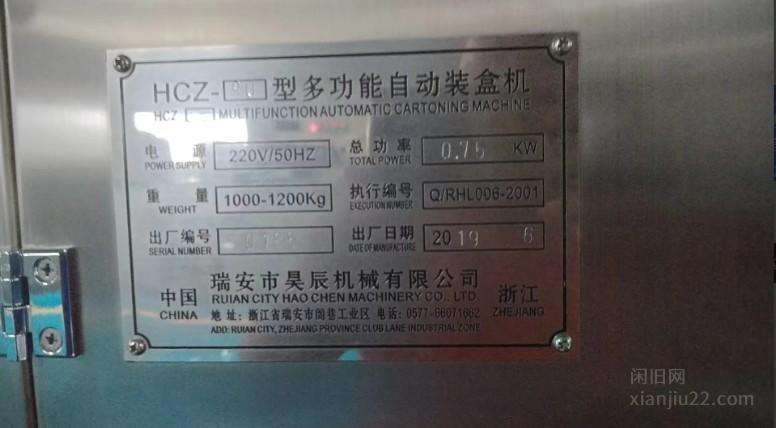 HCZ- 型多功能自动装盒机
HCZ MULTIFUNCTION AUTOMATIC CARTONING MACHINE
电源 220V/50HZ 总功率 0.75 KW
POWER SUPPLY TOTAL POWER
重量 1000-1200Kg 执行编号 Q/RHL006-2001
WEIGHT EXECUTION NUMBER
出厂编号 出厂日期 2019 6
SERIAL NUMBER DATE OF MANUFACTURE
瑞安市昊辰机械有限公司
RUIAN CITY HAO CHEN MACHINERY CO., LTD
中国 浙江
CHINA ZHEJIANG
地址: 浙江省瑞安市阁巷工业区 电话: 0577-66071662
ADD: RUIAN CITY, ZHEJIANG PROVINCE CLUB LANE INDUSTRIAL ZONE
闲旧网
xianjiu22.com